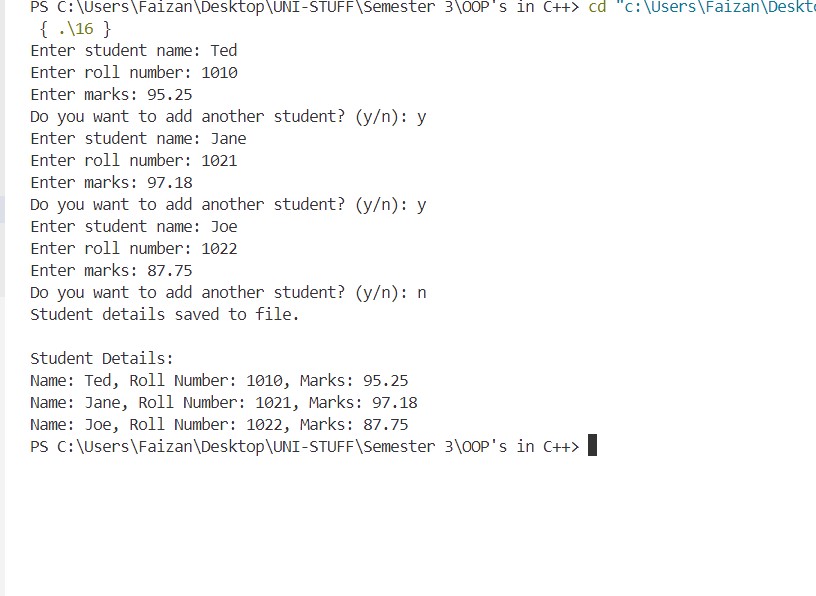 PS C:\Users\Faizan\Desktop\UNI-STUFF\Semester 3\OOP's in C++> cd "c:\Users\Faizan\Deskto
 { .\16 }
Enter student name: Ted
Enter roll number: 1010
Enter marks: 95.25
Do you want to add another student? (y/n): y
Enter student name: Jane
Enter roll number: 1021
Enter marks: 97.18
Do you want to add another student? (y/n): y
Enter student name: Joe
Enter roll number: 1022
Enter marks: 87.75
Do you want to add another student? (y/n): n
Student details saved to file.

Student Details:
Name: Ted, Roll Number: 1010, Marks: 95.25
Name: Jane, Roll Number: 1021, Marks: 97.18
Name: Joe, Roll Number: 1022, Marks: 87.75
PS C:\Users\Faizan\Desktop\UNI-STUFF\Semester 3\OOP's in C++>